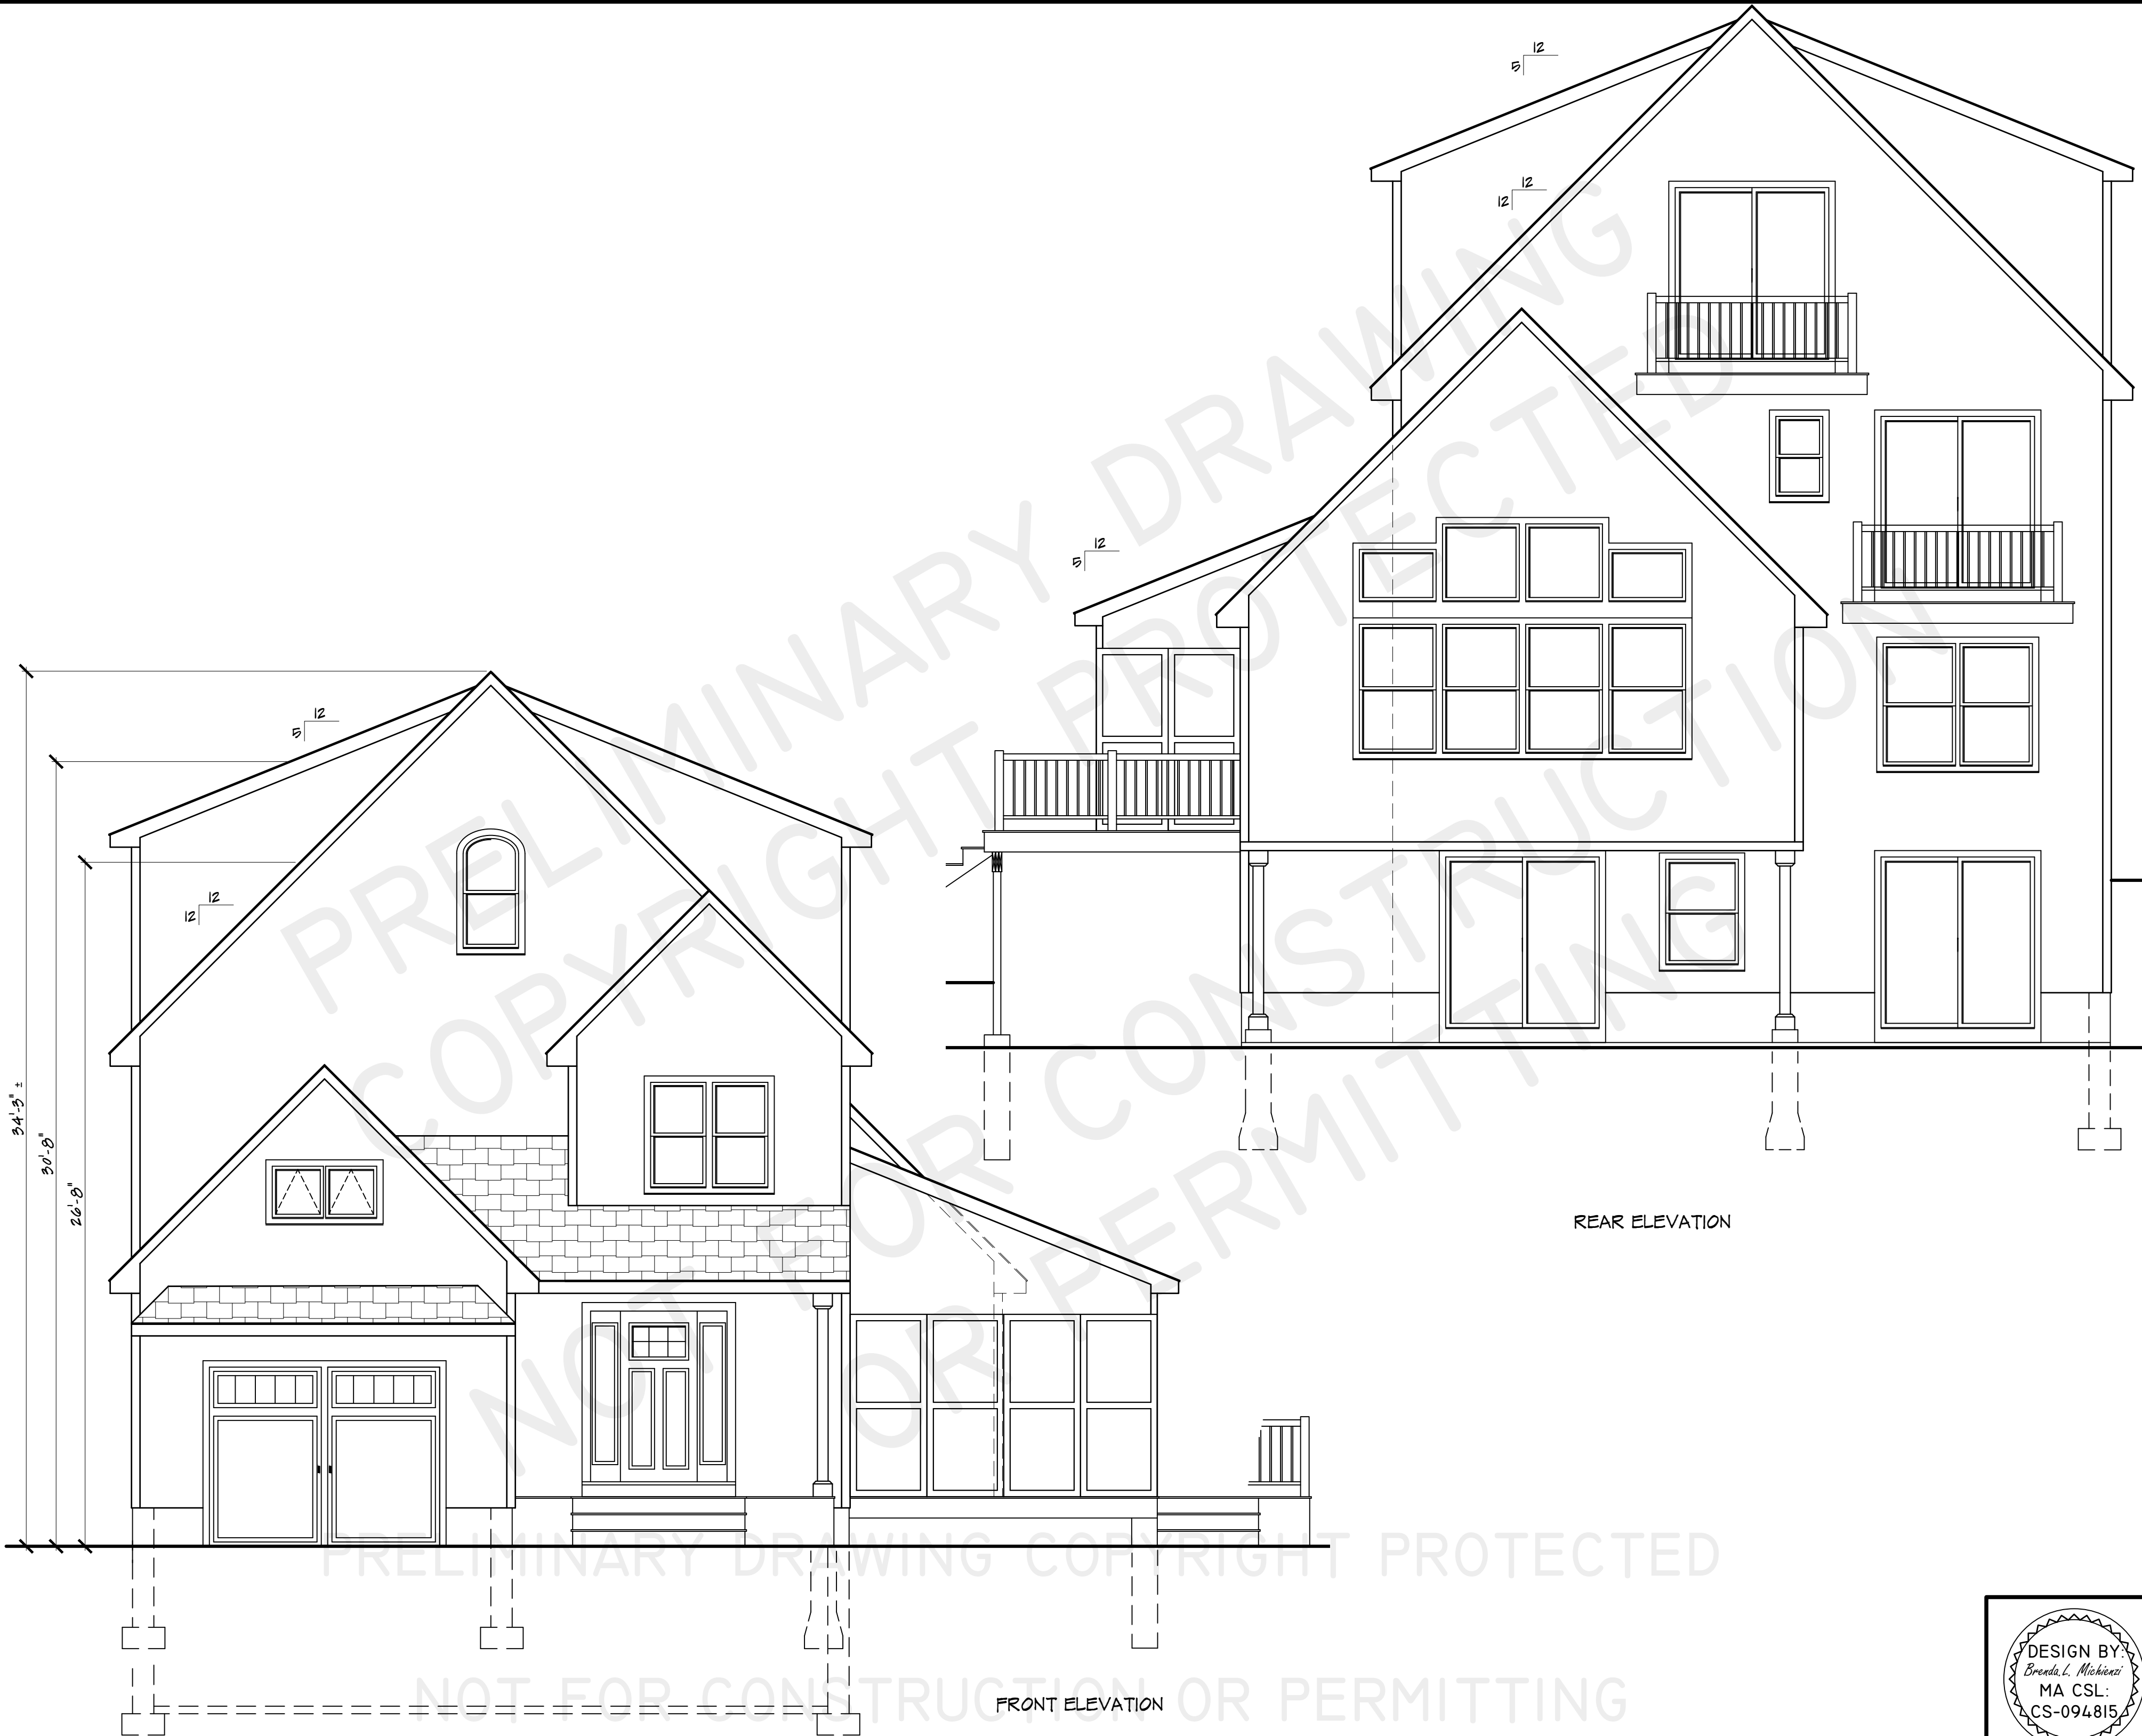 12
5
12
12
12
5
PRELIMINARY DRAWING
COPYRIGHT PROTECTED
NOT FOR CONSTRUCTION
OR PERMITTING
12
5
12
12
34'-3" ±
30'-8"
26'-8"
REAR ELEVATION
PRELIMINARY DRAWING COPYRIGHT PROTECTED
NOT FOR CONSTRUCTION OR PERMITTING
FRONT ELEVATION
DESIGN BY:
Brenda. L. Michienzi
MA CSL:
CS-094815